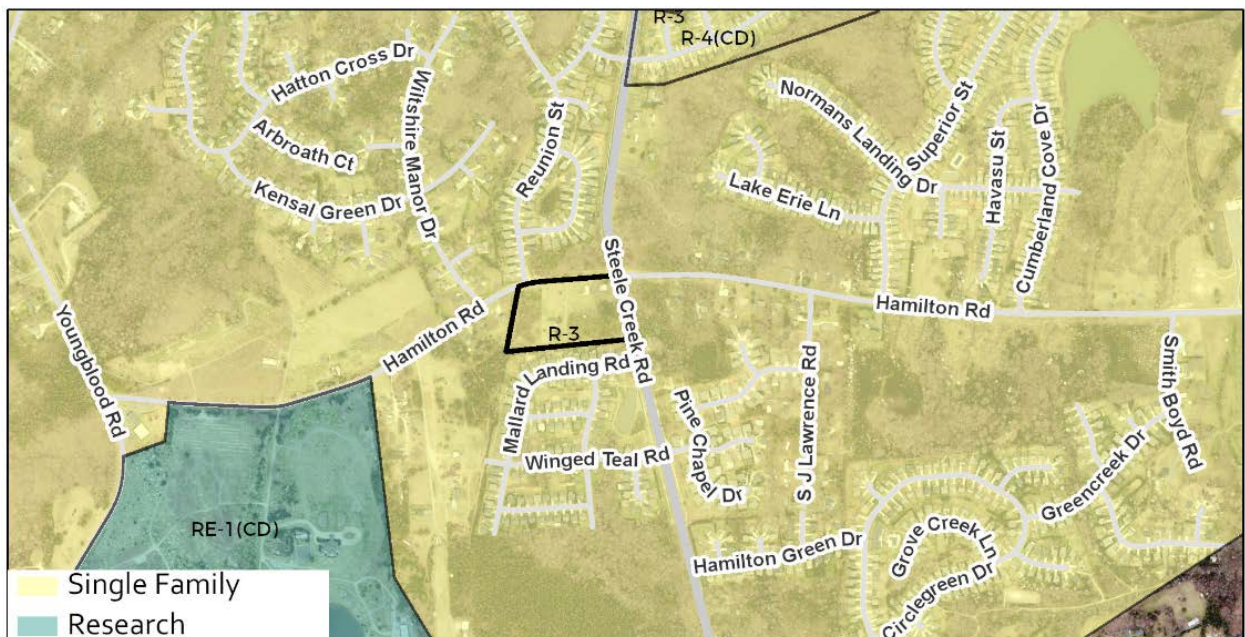 R-3
R-4(CD)
Hatton Cross Dr
Wiltshire Manor Dr
Arbroath Ct
Kensal Green Dr
Reunion St
Normans Landing Dr
Superior St
Lake Erie Ln
Havasu St
Cumberland Cove Dr
Steele Creek Rd
Youngblood Rd
Hamilton Rd
R-3
Hamilton Rd
Mallard Landing Rd
Smith Boyd Rd
S J Lawrence Rd
Pine Chapel Dr
Winged Teal Rd
Greencreek Dr
RE-1(CD)
Hamilton Green Dr
Grove Creek Ln
Circlegreen Dr
Single Family
Research